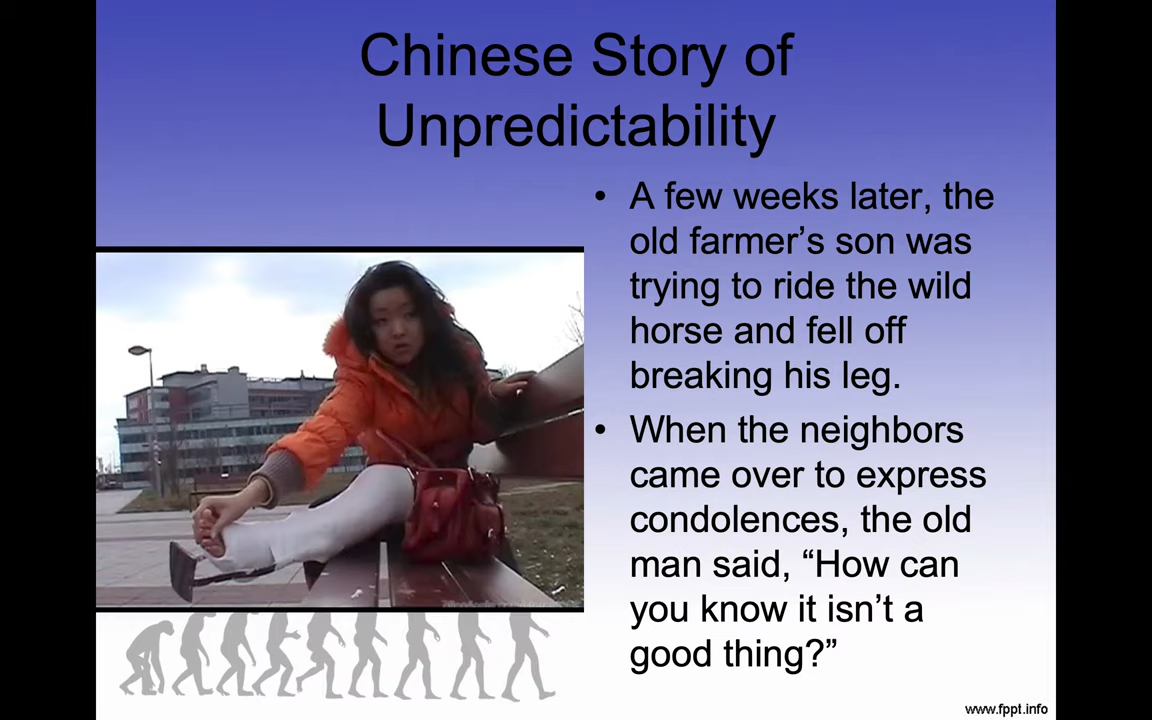 Chinese Story of
Unpredictability
• A few weeks later, the
old farmer’s son was
trying to ride the wild
horse and fell off
breaking his leg.
• When the neighbors
came over to express
condolences, the old
man said, “How can
you know it isn’t a
good thing?”
www.fppt.info